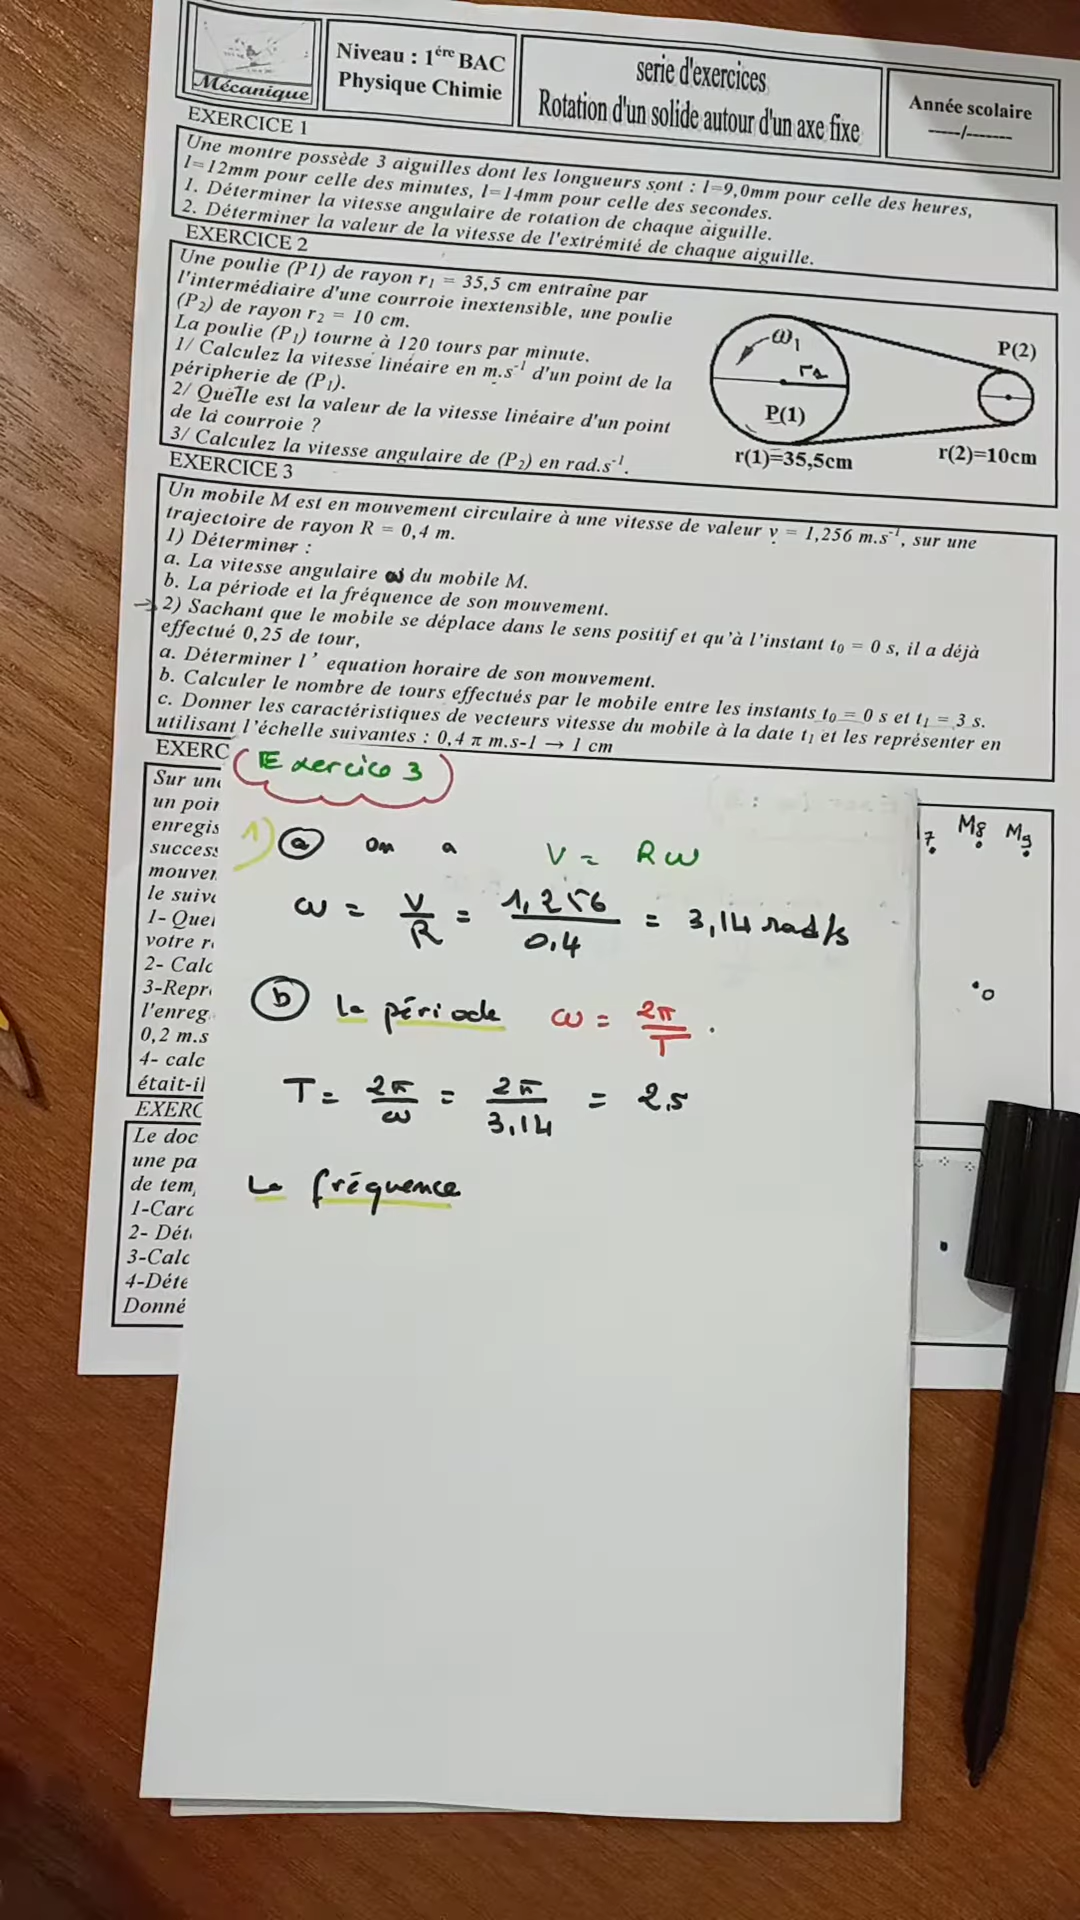 Mécanique
Niveau : 1ére BAC
Physique Chimie
serie d'exercices
Rotation d'un solide autour d'un axe fixe
Année scolaire
-----/-------
EXERCICE 1
Une montre possède 3 aiguilles dont les longueurs sont : l=9,0mm pour celle des heures,
l=12mm pour celle des minutes, l=14mm pour celle des secondes.
1. Déterminer la vitesse angulaire de rotation de chaque aiguille.
2. Déterminer la valeur de la vitesse de l'extrémité de chaque aiguille.
EXERCICE 2
Une poulie (P1) de rayon r1 = 35,5 cm entraîne par
l'intermédiaire d'une courroie inextensible, une poulie
(P2) de rayon r2 = 10 cm.
La poulie (P1) tourne à 120 tours par minute.
1/ Calculez la vitesse linéaire en m.s-1 d'un point de la
péripherie de (P1).
2/ Quelle est la valeur de la vitesse linéaire d'un point
de la courroie ?
3/ Calculez la vitesse angulaire de (P2) en rad.s-1.
ω1
P(1)
r(1)=35,5cm
P(2)
r(2)=10cm
EXERCICE 3
Un mobile M est en mouvement circulaire à une vitesse de valeur v = 1,256 m.s-1, sur une
trajectoire de rayon R = 0,4 m.
1) Déterminer :
a. La vitesse angulaire ω du mobile M.
b. La période et la fréquence de son mouvement.
→ 2) Sachant que le mobile se déplace dans le sens positif et qu'à l'instant t0 = 0 s, il a déjà
effectué 0,25 de tour,
a. Déterminer l' equation horaire de son mouvement.
b. Calculer le nombre de tours effectués par le mobile entre les instants t0 = 0 s et t1 = 3 s.
c. Donner les caractéristiques de vecteurs vitesse du mobile à la date t1 et les représenter en
utilisant l'échelle suivantes : 0,4 π m.s-1 → 1 cm
EXERC
Sur une
un poin
enregis
success
mouve
le suiv
1- Quel
votre r
2- Calc
3-Repr
l'enreg
0,2 m.s
4- calc
était-il
7 M8 M9
o
EXERC
Le doc
une pa
de tem
1-Cara
2- Dét
3-Calc
4-Déte
Donné
Exercice 3
1) a on a V = Rω
ω = V/R = 1,256/0,4 = 3,14 rad/s
b la période ω = 2π/T .
T = 2π/ω = 2π/3,14 = 2s
La fréquence